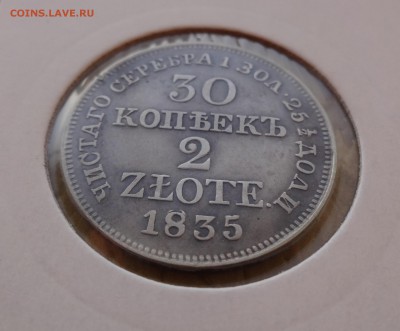 COINS.LAVE.RU
ЧИСТАГО СЕРЕБРА 1·ЗОЛ·25½ ДОЛИ
30
КОПѢЕКЪ
2
ZŁOTE.
1835